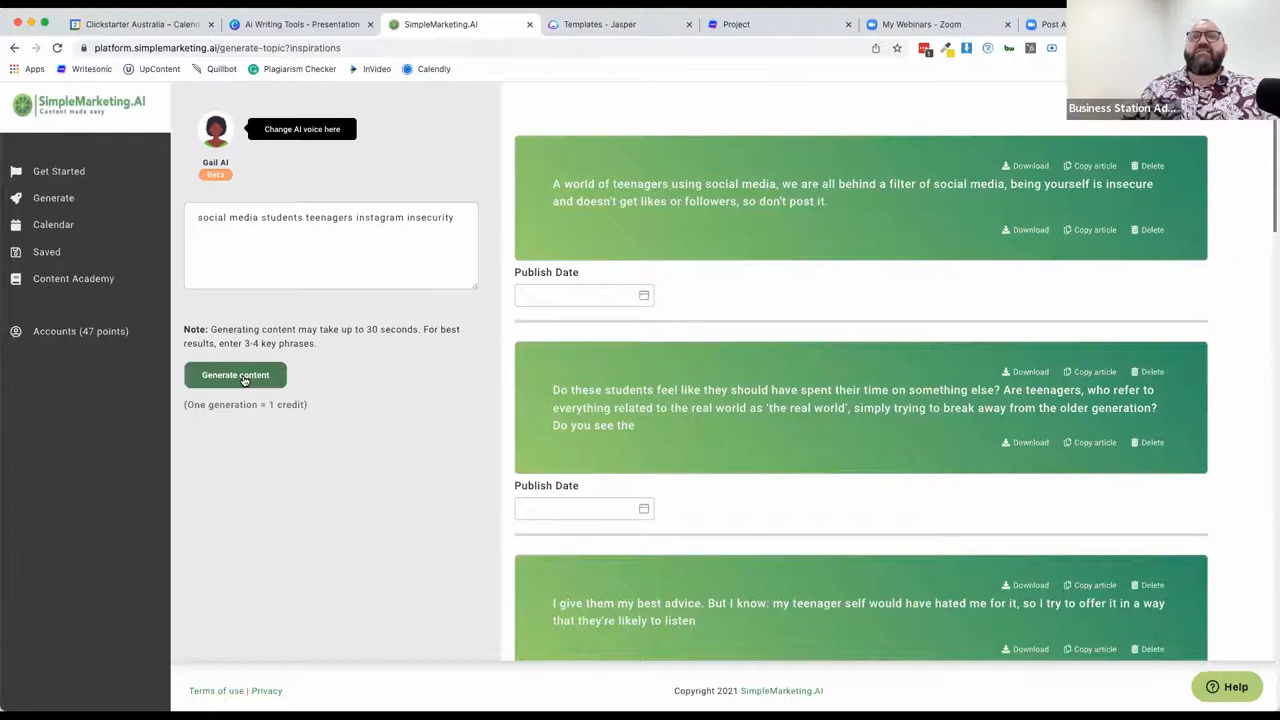 Clickstarter Australia – Calend
Ai Writing Tools - Presentation
SimpleMarketing.AI
Templates - Jasper
Project
My Webinars - Zoom
Post A
platform.simplemarketing.ai/generate-topic?inspirations
Apps
Writesonic
UpContent
Quillbot
Plagiarism Checker
InVideo
Calendly
Business Station Ad...
SimpleMarketing.AI
Content made easy
Get Started
Generate
Calendar
Saved
Content Academy
Accounts (47 points)
Change AI voice here
Gail AI
Beta
social media students teenagers instagram insecurity
Note: Generating content may take up to 30 seconds. For best
results, enter 3-4 key phrases.
Generate content
(One generation = 1 credit)
Download Copy article Delete
A world of teenagers using social media, we are all behind a filter of social media, being yourself is insecure
and doesn't get likes or followers, so don't post it.
Download Copy article Delete
Publish Date
Download Copy article Delete
Do these students feel like they should have spent their time on something else? Are teenagers, who refer to
everything related to the real world as 'the real world', simply trying to break away from the older generation?
Do you see the
Download Copy article Delete
Publish Date
Download Copy article Delete
I give them my best advice. But I know: my teenager self would have hated me for it, so I try to offer it in a way
that they're likely to listen
Download Copy article Delete
Terms of use | Privacy
Copyright 2021 SimpleMarketing.AI
Help